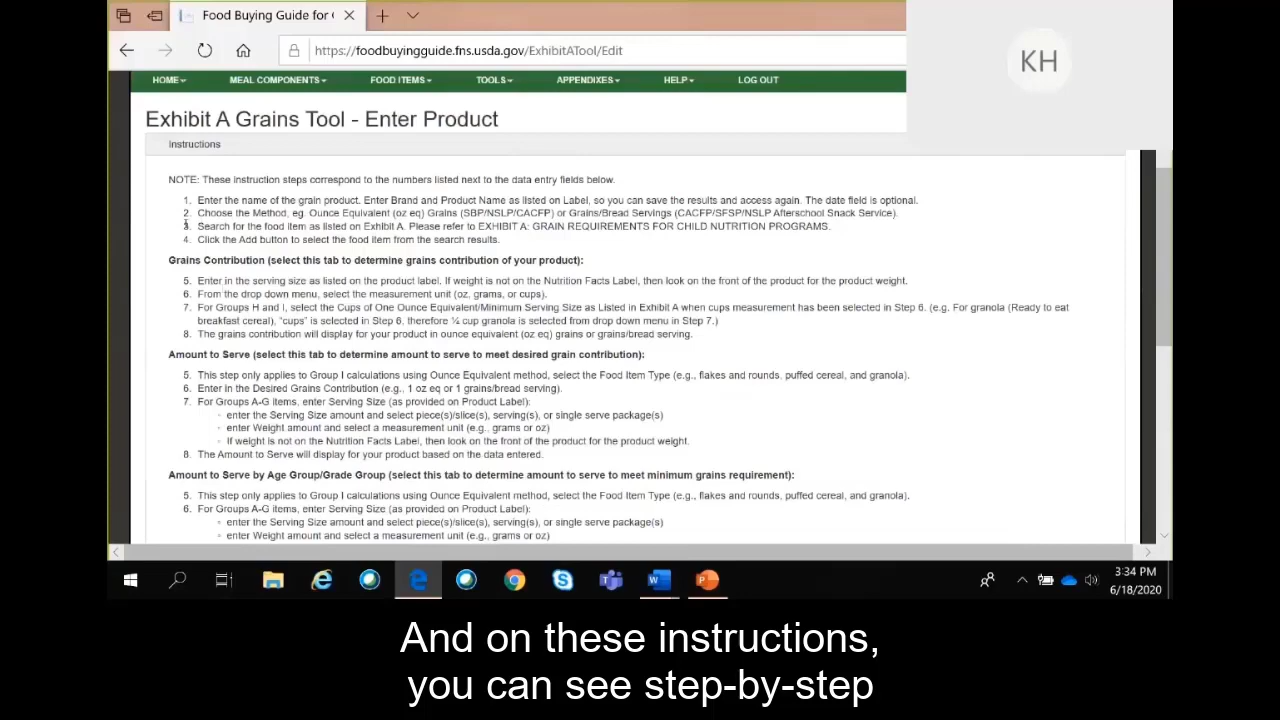 Food Buying Guide for
KH
https://foodbuyingguide.fns.usda.gov/ExhibitATool/Edit
HOME MEAL COMPONENTS FOOD ITEMS TOOLS APPENDIXES HELP LOG OUT
Exhibit A Grains Tool - Enter Product
Instructions
NOTE: These instruction steps correspond to the numbers listed next to the data entry fields below.
1. Enter the name of the grain product. Enter Brand and Product Name as listed on Label, so you can save the results and access again. The date field is optional.
2. Choose the Method, eg. Ounce Equivalent (oz eq) Grains (SBP/NSLP/CACFP) or Grains/Bread Servings (CACFP/SFSP/NSLP Afterschool Snack Service).
3. Search for the food item as listed on Exhibit A. Please refer to EXHIBIT A: GRAIN REQUIREMENTS FOR CHILD NUTRITION PROGRAMS.
4. Click the Add button to select the food item from the search results.
Grains Contribution (select this tab to determine grains contribution of your product):
5. Enter in the serving size as listed on the product label. If weight is not on the Nutrition Facts Label, then look on the front of the product for the product weight.
6. From the drop down menu, select the measurement unit (oz, grams, or cups).
7. For Groups H and I, select the Cups of One Ounce Equivalent/Minimum Serving Size as Listed in Exhibit A when cups measurement has been selected in Step 6. (e.g. For granola (Ready to eat
breakfast cereal), "cups" is selected in Step 6, therefore ¼ cup granola is selected from drop down menu in Step 7.)
8. The grains contribution will display for your product in ounce equivalent (oz eq) grains or grains/bread serving.
Amount to Serve (select this tab to determine amount to serve to meet desired grain contribution):
5. This step only applies to Group I calculations using Ounce Equivalent method, select the Food Item Type (e.g., flakes and rounds, puffed cereal, and granola).
6. Enter in the Desired Grains Contribution (e.g., 1 oz eq or 1 grains/bread serving).
7. For Groups A-G items, enter Serving Size (as provided on Product Label):
enter the Serving Size amount and select piece(s)/slice(s), serving(s), or single serve package(s)
enter Weight amount and select a measurement unit (e.g., grams or oz)
If weight is not on the Nutrition Facts Label, then look on the front of the product for the product weight.
8. The Amount to Serve will display for your product based on the data entered.
Amount to Serve by Age Group/Grade Group (select this tab to determine amount to serve to meet minimum grains requirement):
5. This step only applies to Group I calculations using Ounce Equivalent method, select the Food Item Type (e.g., flakes and rounds, puffed cereal, and granola).
6. For Groups A-G items, enter Serving Size (as provided on Product Label):
enter the Serving Size amount and select piece(s)/slice(s), serving(s), or single serve package(s)
enter Weight amount and select a measurement unit (e.g., grams or oz)
3:34 PM
6/18/2020
And on these instructions,
you can see step-by-step